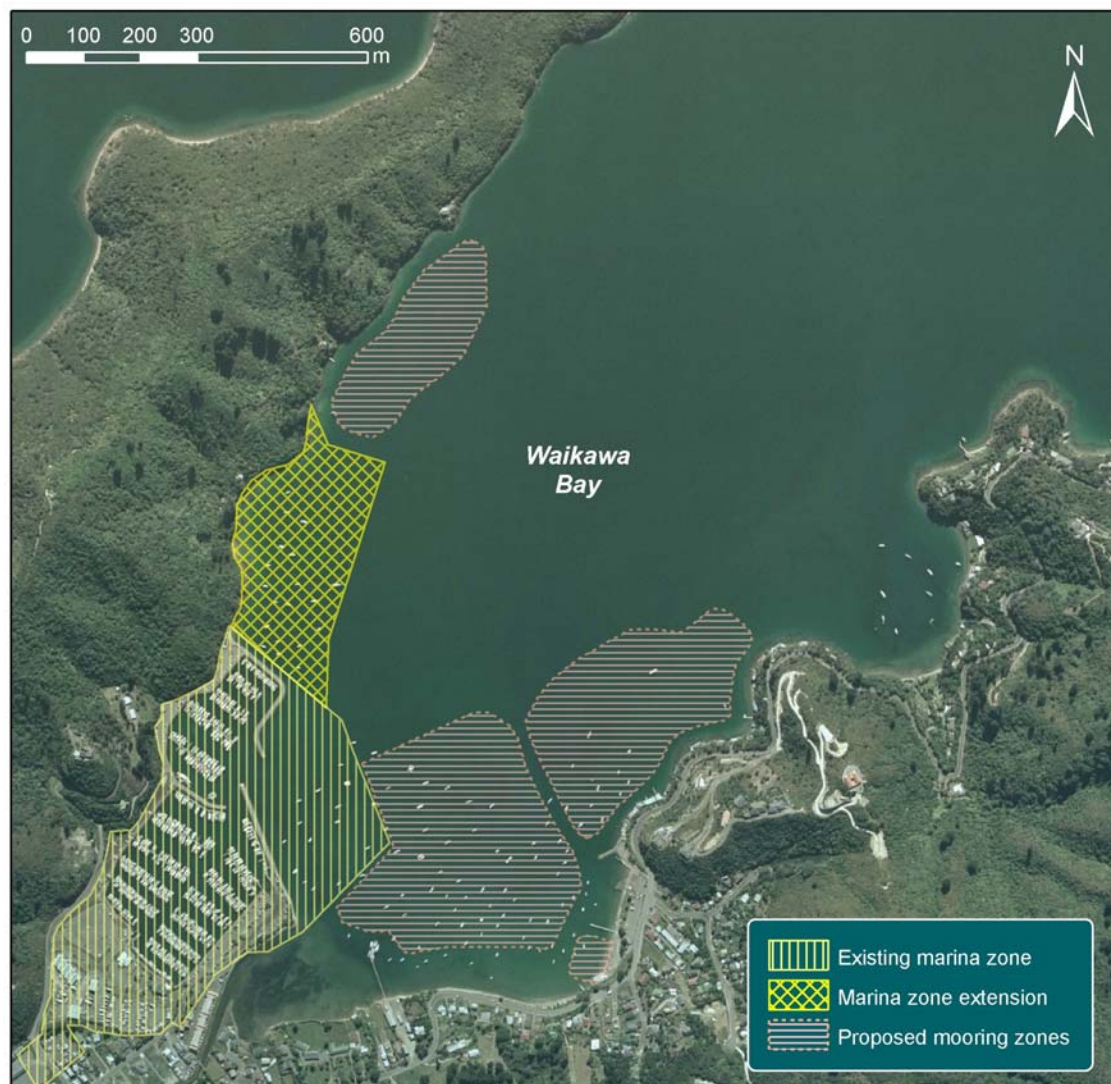 0 100 200 300 600
m
N
Waikawa
Bay
Existing marina zone
Marina zone extension
Proposed mooring zones